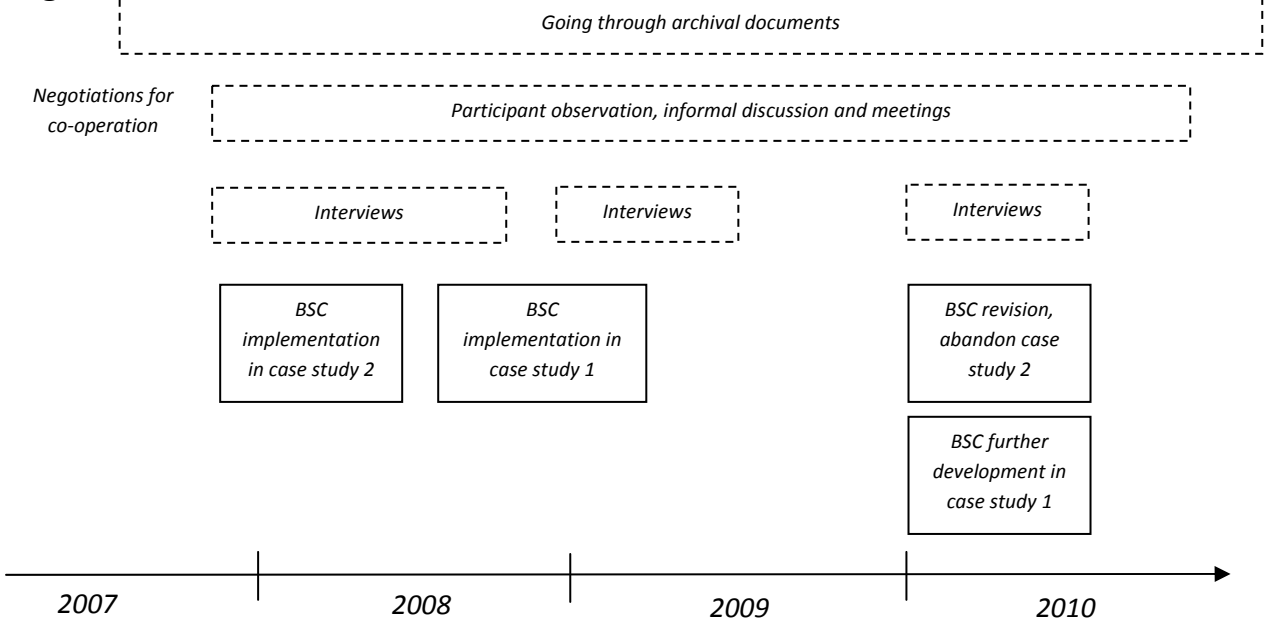 Going through archival documents
Negotiations for
co-operation
Participant observation, informal discussion and meetings
Interviews
Interviews
Interviews
BSC
implementation
in case study 2
BSC
implementation in
case study 1
BSC revision,
abandon case
study 2
BSC further
development in
case study 1
2007
2008
2009
2010